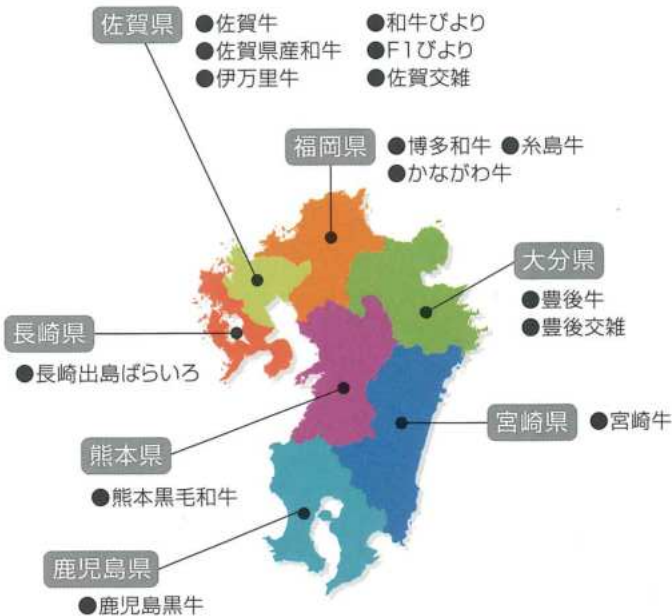 佐賀県
●佐賀牛 ●和牛びより
●佐賀県産和牛 ●F1びより
●伊万里牛 ●佐賀交雑
福岡県
●博多和牛 ●糸島牛
●かながわ牛
大分県
●豊後牛
●豊後交雑
長崎県
●長崎出島ばらいろ
宮崎県 ●宮崎牛
熊本県
●熊本黒毛和牛
鹿児島県
●鹿児島黒牛